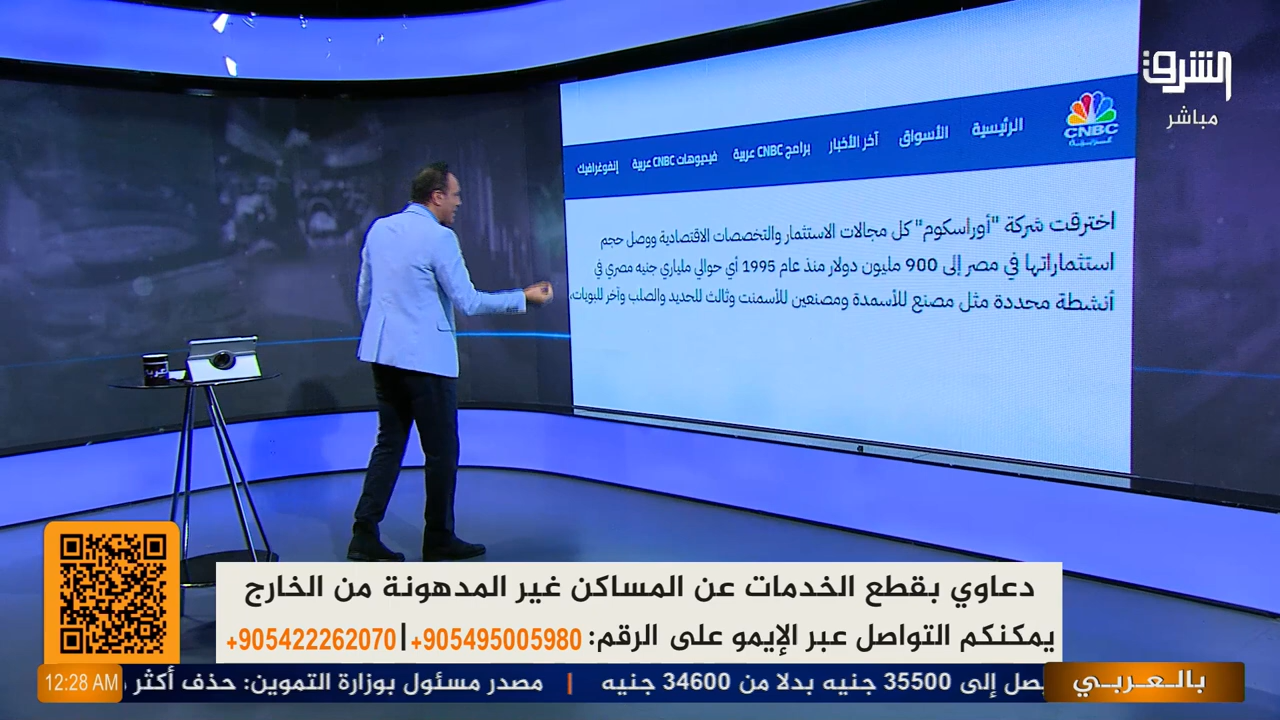 الشرق
مباشر
CNBC
عربية
الرئيسية
الأسواق
آخر الأخبار
برامج CNBC عربية
فيديوهات CNBC عربية
إنفوغرافيك
اخترقت شركة "أوراسكوم" كل مجالات الاستثمار والتخصصات الاقتصادية ووصل حجم
استثماراتها في مصر إلى 900 مليون دولار منذ عام 1995 أي حوالي ملياري جنيه مصري في
أنشطة محددة مثل مصنع للأسمدة ومصنعين للأسمنت وثالث للحديد والصلب وآخر للبويات،
دعاوي بقطع الخدمات عن المساكن غير المدهونة من الخارج
يمكنكم التواصل عبر الإيمو على الرقم: 905495005980+ | 905422262070+
بالـعـربـي
يصل إلى 35500 جنيه بدلا من 34600 جنيه | مصدر مسئول بوزارة التموين: حذف أكثر
12:28 AM